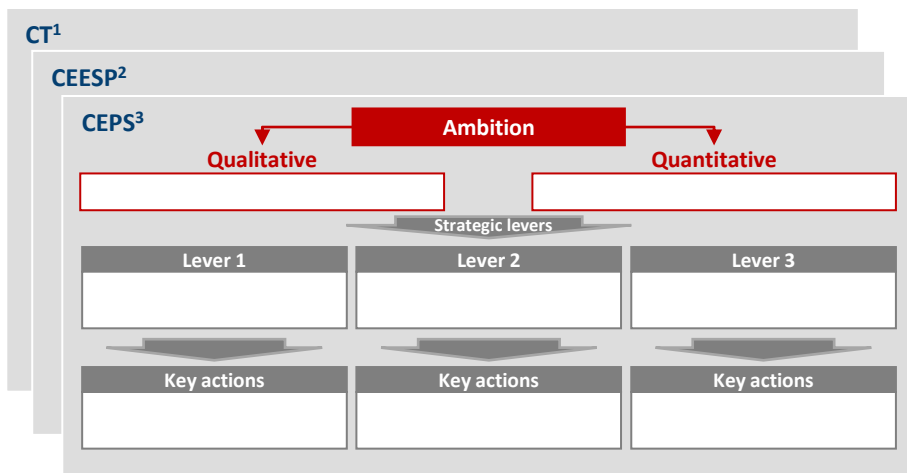 CT¹
CEESP²
CEPS³
Ambition
Qualitative
Quantitative
Strategic levers
Lever 1
Lever 2
Lever 3
Key actions
Key actions
Key actions